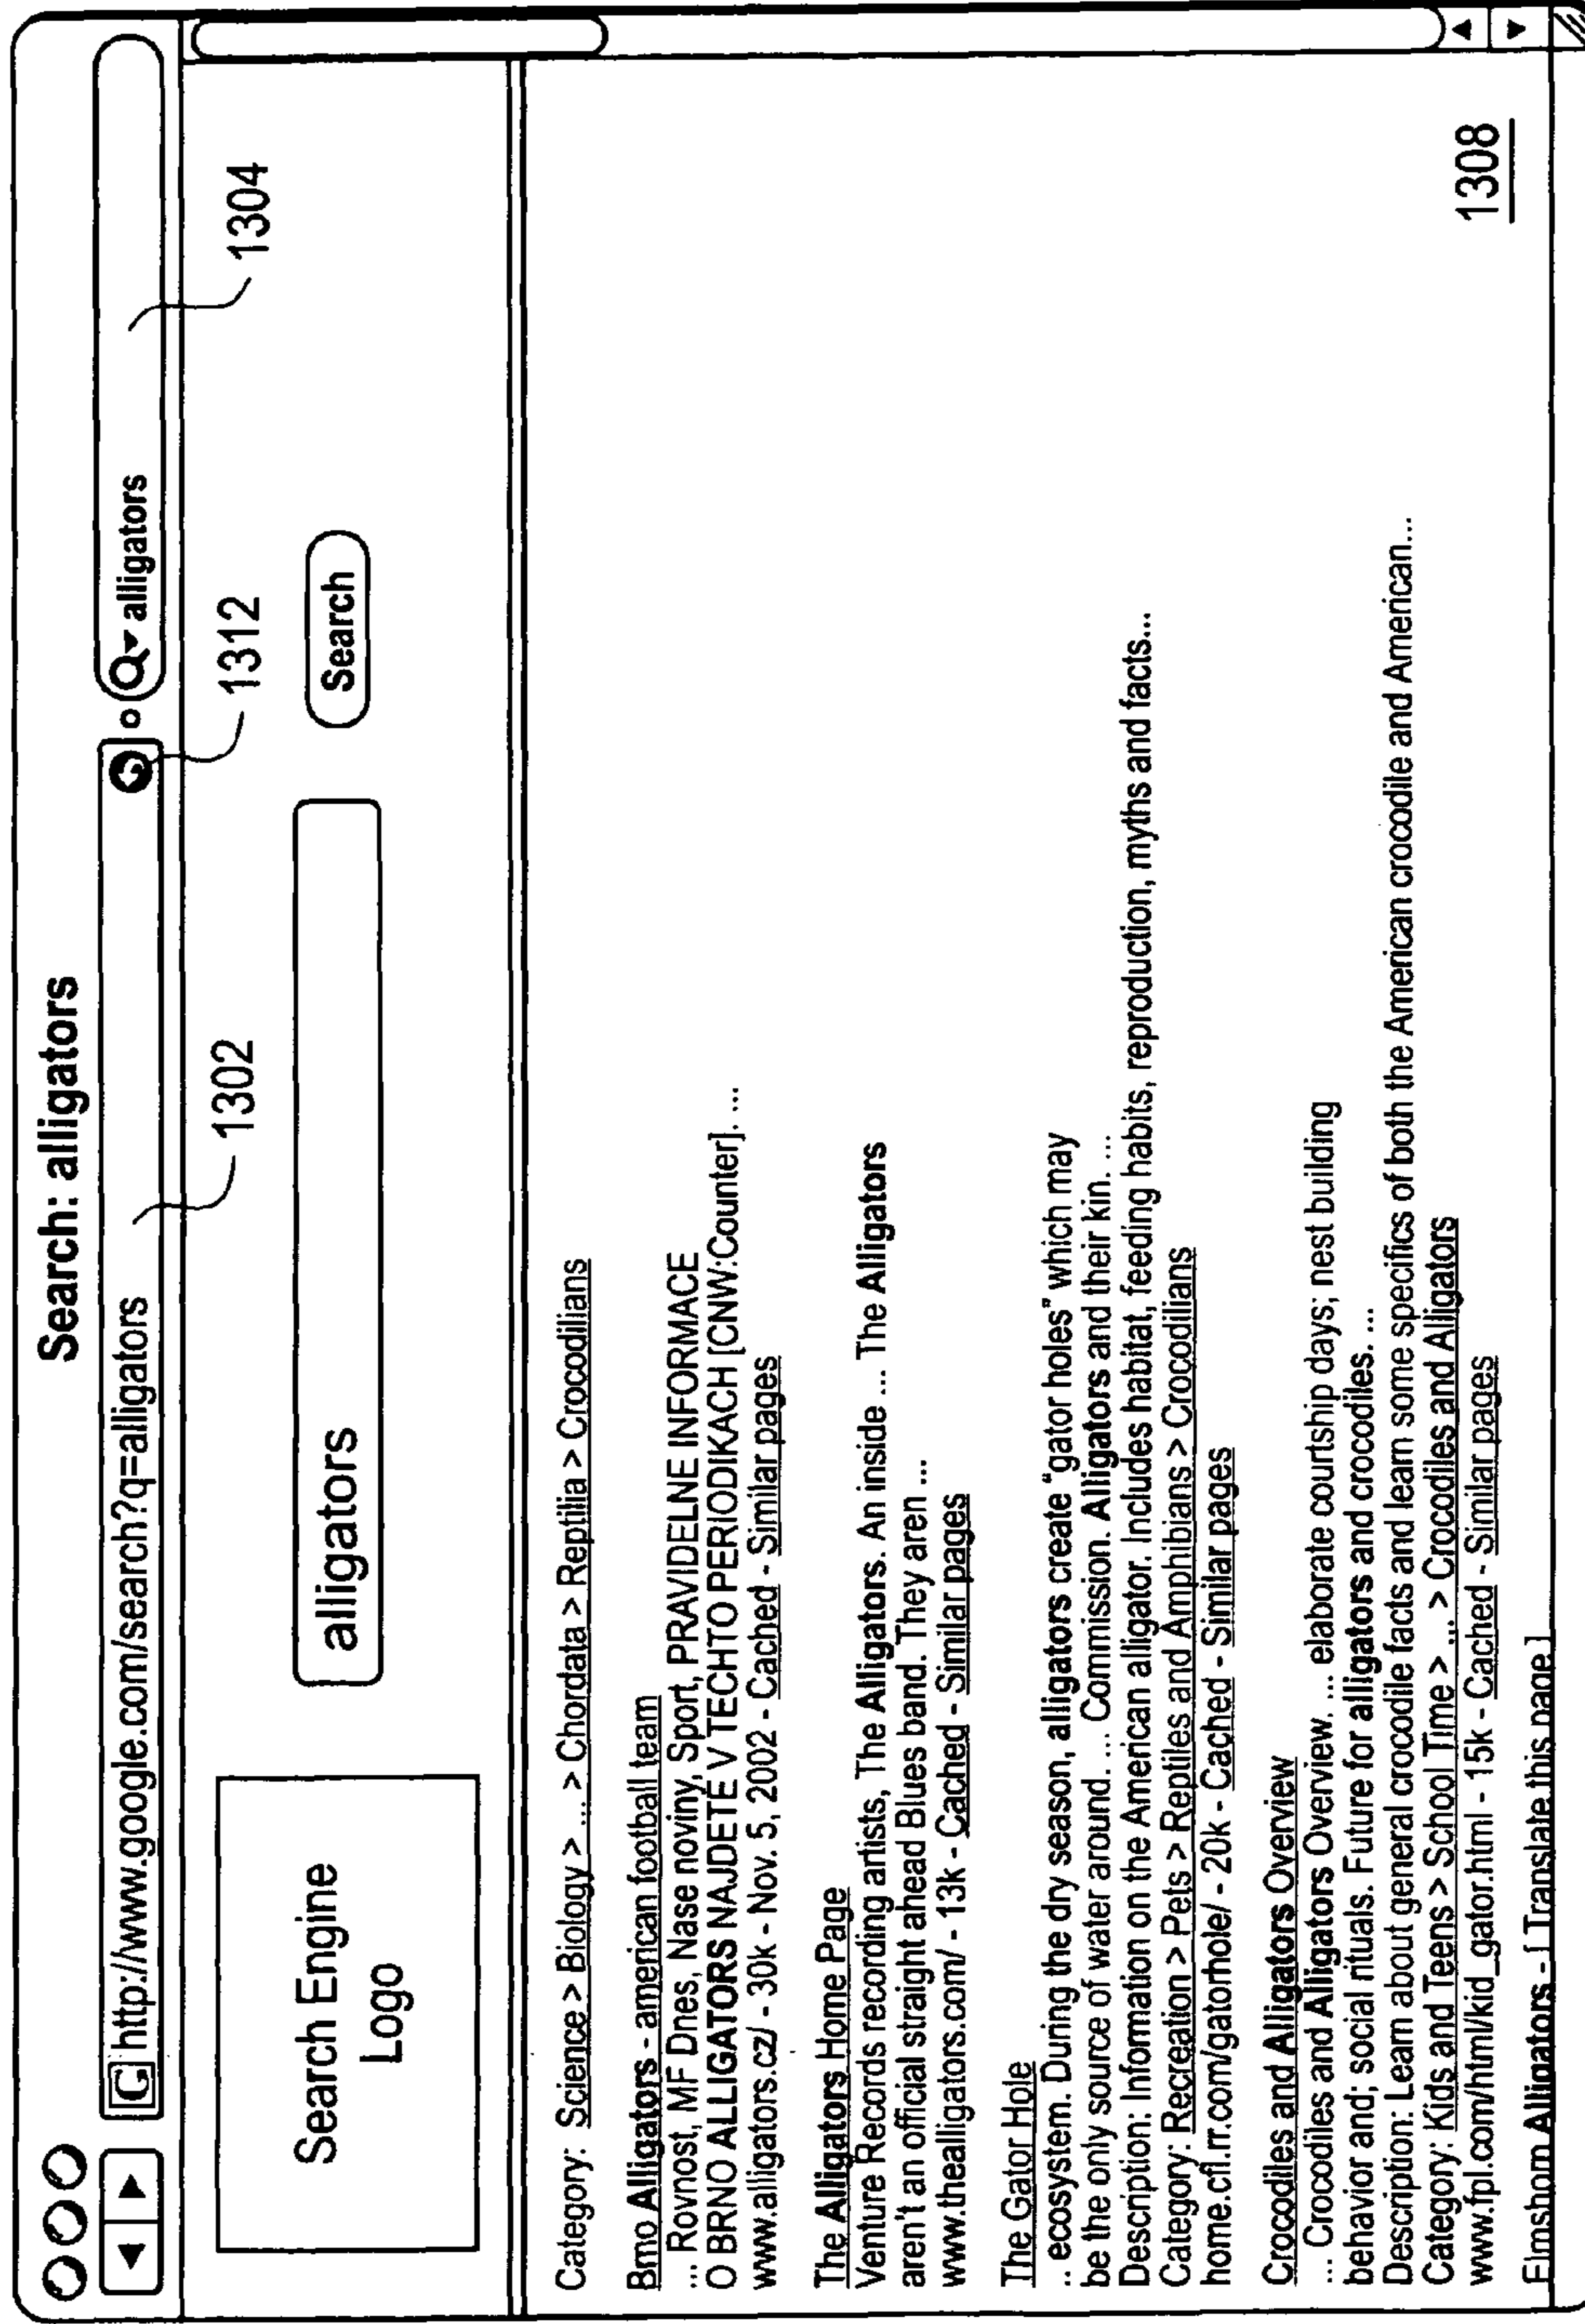 Search: alligators
G http://www.google.com/search?q=alligators
alligators
1302
1312
1304
Search Engine
Logo
alligators
Search
Category: Science > Biology > ... > Chordata > Reptilia > Crocodilians
Brno Alligators - american football team
... Rovnost, MF Dnes, Nase noviny, Sport, PRAVIDELNE INFORMACE
O BRNO ALLIGATORS NAJDETE V TECHTO PERIODIKACH [CNW:Counter]. ...
www.alligators.cz/ - 30k - Nov. 5, 2002 - Cached - Similar pages
The Alligators Home Page
Venture Records recording artists, The Alligators. An inside ... The Alligators
aren't an official straight ahead Blues band. They aren ...
www.thealligators.com/ - 13k - Cached - Similar pages
The Gator Hole
.. ecosystem. During the dry season, alligators create "gator holes" which may
be the only source of water around. ... Commission. Alligators and their kin. ...
Description: Information on the American alligator. Includes habitat, feeding habits, reproduction, myths and facts...
Category: Recreation > Pets > Reptiles and Amphibians > Crocodilians
home.cfl.rr.com/gatorhole/ - 20k - Cached - Similar pages
Crocodiles and Alligators Overview
... Crocodiles and Alligators Overview. ... elaborate courtship days; nest building
behavior and; social rituals. Future for alligators and crocodiles. ...
Description: Learn about general crocodile facts and learn some specifics of both the American crocodile and American...
Category: Kids and Teens > School Time > ... > Crocodiles and Alligators
www.fpl.com/html/kid_gator.html - 15k - Cached - Similar pages
Elmshorn Alligators - [ Translate this page ]
1308